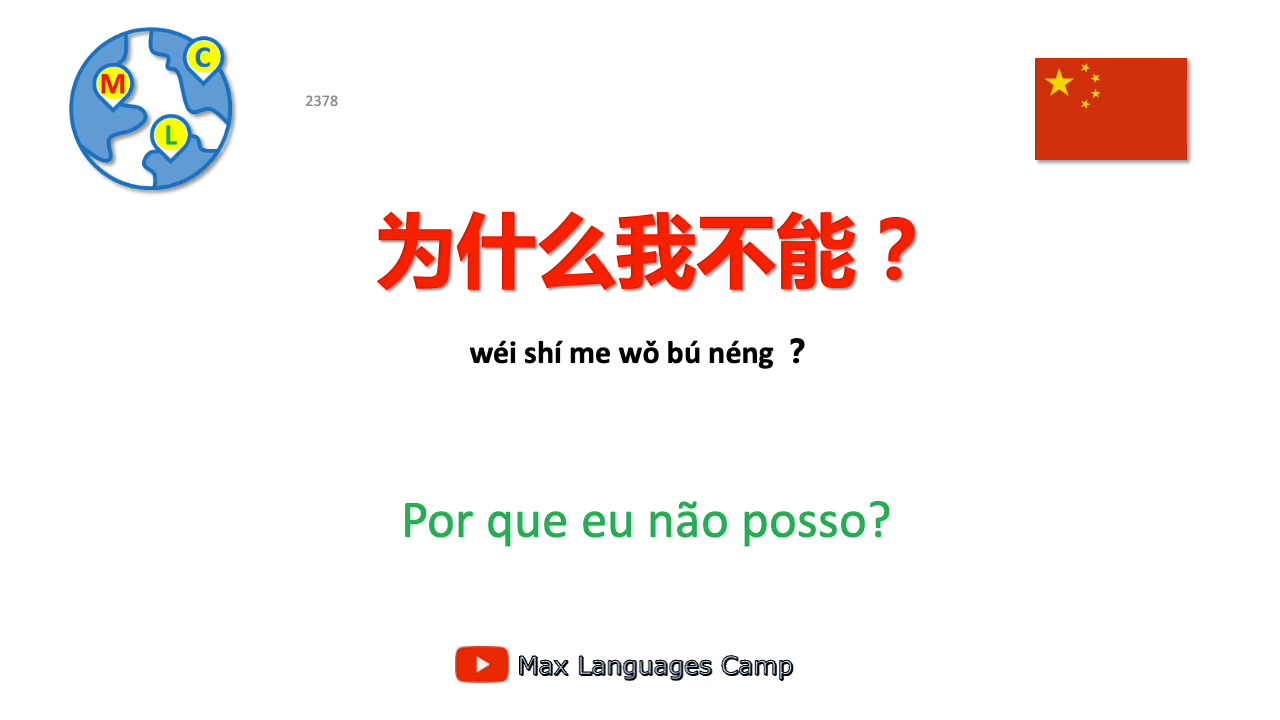 M
C
L
2378
为什么我不能？
wéi shí me wǒ bú néng ？
Por que eu não posso?
Max Languages Camp